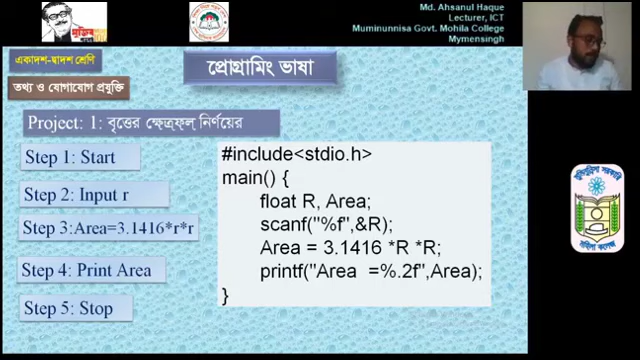 Md. Ahsanul Haque
Lecturer, ICT
Muminunnisa Govt. Mohila College
Mymensingh
একাদশ-দ্বাদশ শ্রেণি
প্রোগ্রামিং ভাষা
তথ্য ও যোগাযোগ প্রযুক্তি
Project: 1: বৃত্তের ক্ষেত্রফল্ নির্ণয়ের
Step 1: Start
Step 2: Input r
Step 3:Area=3.1416*r*r
Step 4: Print Area
Step 5: Stop
#include<stdio.h>
main() {
float R, Area;
scanf("%f",&R);
Area = 3.1416 *R *R;
printf("Area =%.2f",Area);
}